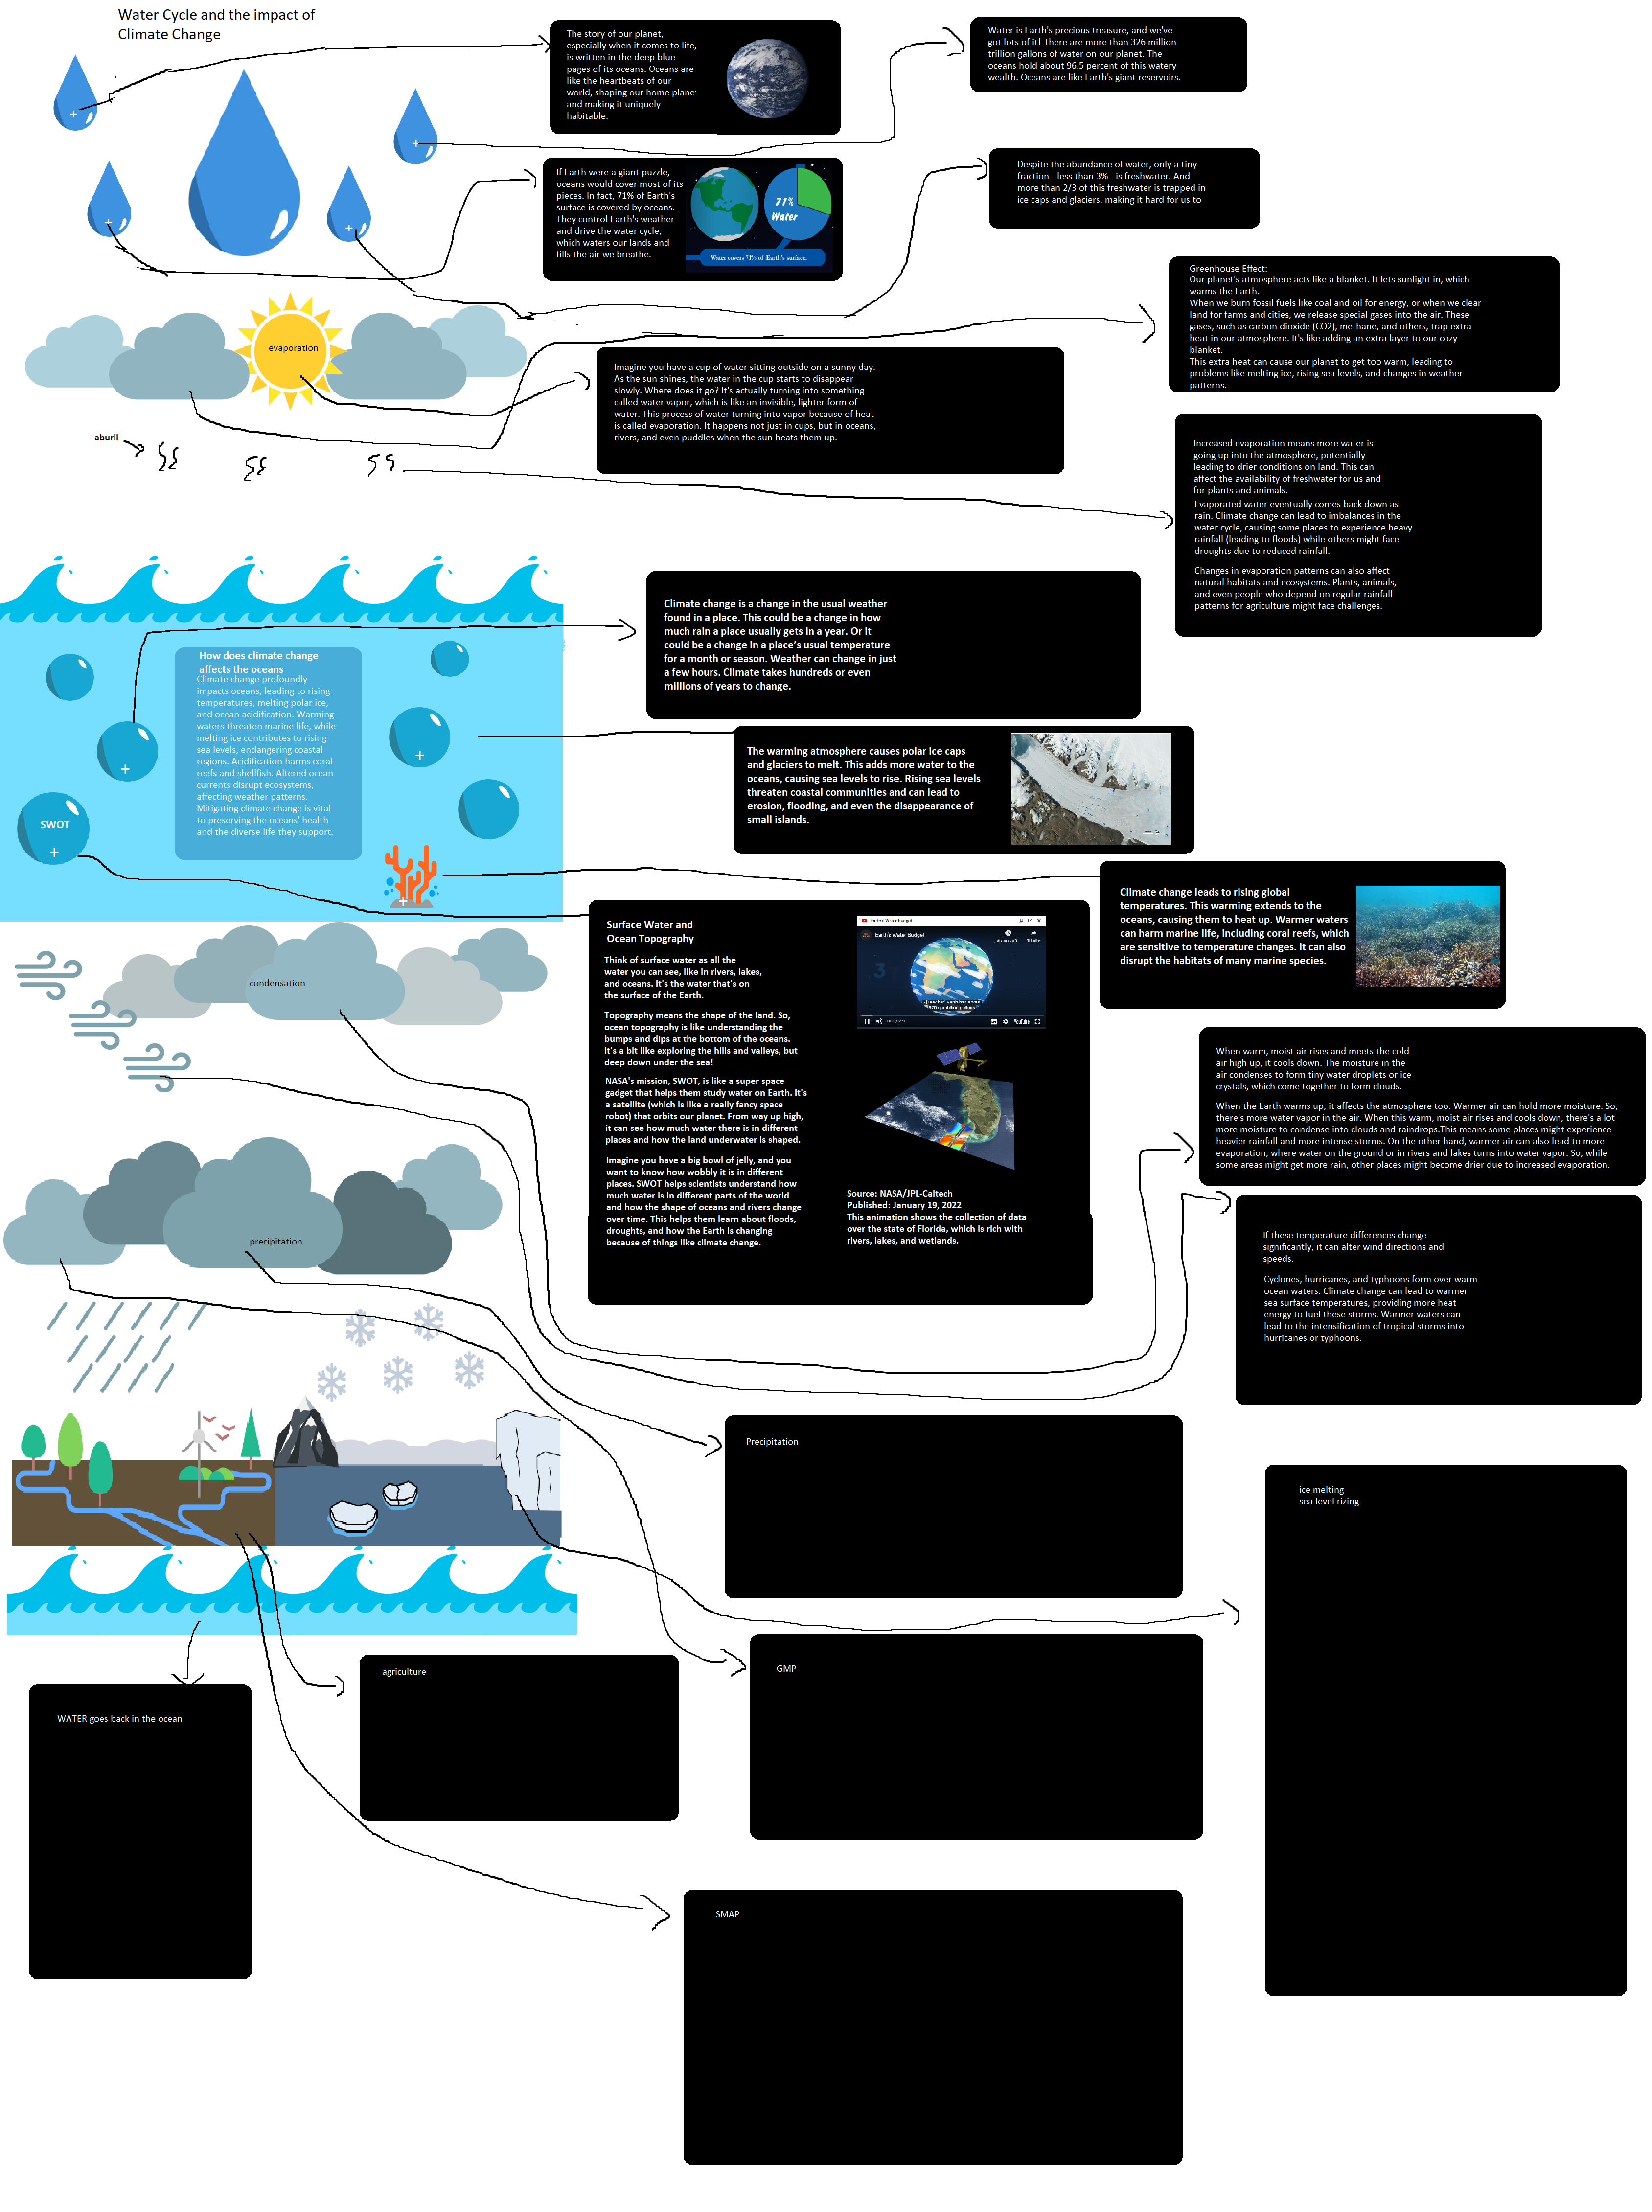 Water Cycle and the impact of
Climate Change
The story of our planet,
especially when it comes to life,
is written in the deep blue
pages of its oceans. Oceans are
like the heartbeats of our
world, shaping our home planet
and making it uniquely
habitable.
Water is Earth's precious treasure, and we've
got lots of it! There are more than 326 million
trillion gallons of water on our planet. The
oceans hold about 96.5 percent of this watery
wealth. Oceans are like Earth's giant reservoirs.
If Earth were a giant puzzle,
oceans would cover most of its
pieces. In fact, 71% of Earth's
surface is covered by oceans.
They control Earth's weather
and drive the water cycle,
which waters our lands and
fills the air we breathe.
71%
Water
Water covers 71% of Earth's surface.
Despite the abundance of water, only a tiny
fraction - less than 3% - is freshwater. And
more than 2/3 of this freshwater is trapped in
ice caps and glaciers, making it hard for us to
Greenhouse Effect:
Our planet's atmosphere acts like a blanket. It lets sunlight in, which
warms the Earth.
When we burn fossil fuels like coal and oil for energy, or when we clear
land for farms and cities, we release special gases into the air. These
gases, such as carbon dioxide (CO2), methane, and others, trap extra
heat in our atmosphere. It's like adding an extra layer to our cozy
blanket.
This extra heat can cause our planet to get too warm, leading to
problems like melting ice, rising sea levels, and changes in weather
patterns.
evaporation
Imagine you have a cup of water sitting outside on a sunny day.
As the sun shines, the water in the cup starts to disappear
slowly. Where does it go? It's actually turning into something
called water vapor, which is like an invisible, lighter form of
water. This process of water turning into vapor because of heat
is called evaporation. It happens not just in cups, but in oceans,
rivers, and even puddles when the sun heats them up.
aburii
Increased evaporation means more water is
going up into the atmosphere, potentially
leading to drier conditions on land. This can
affect the availability of freshwater for us and
for plants and animals.
Evaporated water eventually comes back down as
rain. Climate change can lead to imbalances in the
water cycle, causing some places to experience heavy
rainfall (leading to floods) while others might face
droughts due to reduced rainfall.
Changes in evaporation patterns can also affect
natural habitats and ecosystems. Plants, animals,
and even people who depend on regular rainfall
patterns for agriculture might face challenges.
Climate change is a change in the usual weather
found in a place. This could be a change in how
much rain a place usually gets in a year. Or it
could be a change in a place's usual temperature
for a month or season. Weather can change in just
a few hours. Climate takes hundreds or even
millions of years to change.
How does climate change
affects the oceans
Climate change profoundly
impacts oceans, leading to rising
temperatures, melting polar ice,
and ocean acidification. Warming
waters threaten marine life, while
melting ice contributes to rising
sea levels, endangering coastal
regions. Acidification harms coral
reefs and shellfish. Altered ocean
currents disrupt ecosystems,
affecting weather patterns.
Mitigating climate change is vital
to preserving the oceans' health
and the diverse life they support.
SWOT
The warming atmosphere causes polar ice caps
and glaciers to melt. This adds more water to the
oceans, causing sea levels to rise. Rising sea levels
threaten coastal communities and can lead to
erosion, flooding, and even the disappearance of
small islands.
Climate change leads to rising global
temperatures. This warming extends to the
oceans, causing them to heat up. Warmer waters
can harm marine life, including coral reefs, which
are sensitive to temperature changes. It can also
disrupt the habitats of many marine species.
Surface Water and
Ocean Topography
Think of surface water as all the
water you can see, like in rivers, lakes,
and oceans. It's the water that's on
the surface of the Earth.
Topography means the shape of the land. So,
ocean topography is like understanding the
bumps and dips at the bottom of the oceans.
It's a bit like exploring the hills and valleys, but
deep down under the sea!
NASA's mission, SWOT, is like a super space
gadget that helps them study water on Earth. It's
a satellite (which is like a really fancy space
robot) that orbits our planet. From way up high,
it can see how much water there is in different
places and how the land underwater is shaped.
Imagine you have a big bowl of jelly, and you
want to know how wobbly it is in different
places. SWOT helps scientists understand how
much water is in different parts of the world
and how the shape of oceans and rivers change
over time. This helps them learn about floods,
droughts, and how the Earth is changing
because of things like climate change.
Earth's Water Budget
YouTube
Source: NASA/JPL-Caltech
Published: January 19, 2022
This animation shows the collection of data
over the state of Florida, which is rich with
rivers, lakes, and wetlands.
condensation
When warm, moist air rises and meets the cold
air high up, it cools down. The moisture in the
air condenses to form tiny water droplets or ice
crystals, which come together to form clouds.
When the Earth warms up, it affects the atmosphere too. Warmer air can hold more moisture. So,
there's more water vapor in the air. When this warm, moist air rises and cools down, there's a lot
more moisture to condense into clouds and raindrops.This means some places might experience
heavier rainfall and more intense storms. On the other hand, warmer air can also lead to more
evaporation, where water on the ground or in rivers and lakes turns into water vapor. So, while
some areas might get more rain, other places might become drier due to increased evaporation.
precipitation
If these temperature differences change
significantly, it can alter wind directions and
speeds.
Cyclones, hurricanes, and typhoons form over warm
ocean waters. Climate change can lead to warmer
sea surface temperatures, providing more heat
energy to fuel these storms. Warmer waters can
lead to the intensification of tropical storms into
hurricanes or typhoons.
Precipitation
ice melting
sea level rizing
GMP
agriculture
WATER goes back in the ocean
SMAP